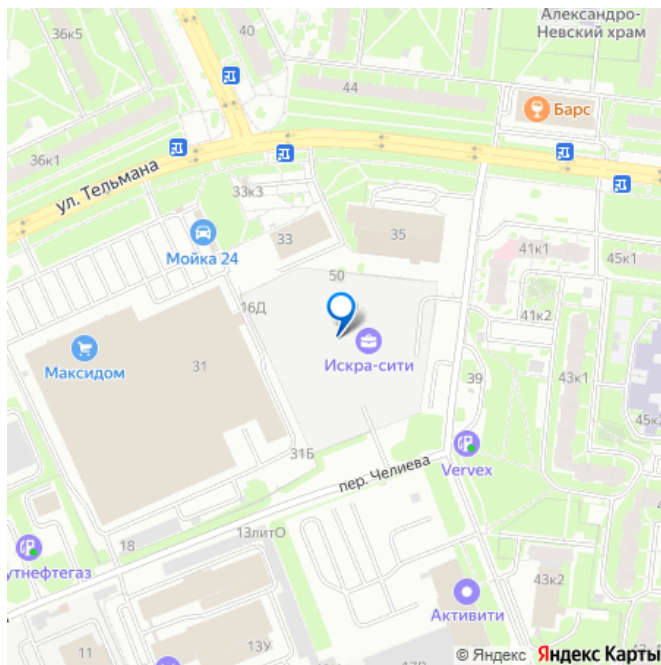 Александро-
Невский храм
36к5
40
44
Барс
36к1
ул. Тельмана
33к3
Мойка 24
33
35
41к1
45к1
50
16Д
41к2
Искра-сити
Максидом
31
39
43к1
45к2
31Б
пер. Челиева
Vervex
13литО
18
утнефтегаз
43к2
Активити
11
13У
© Яндекс Яндекс Карты